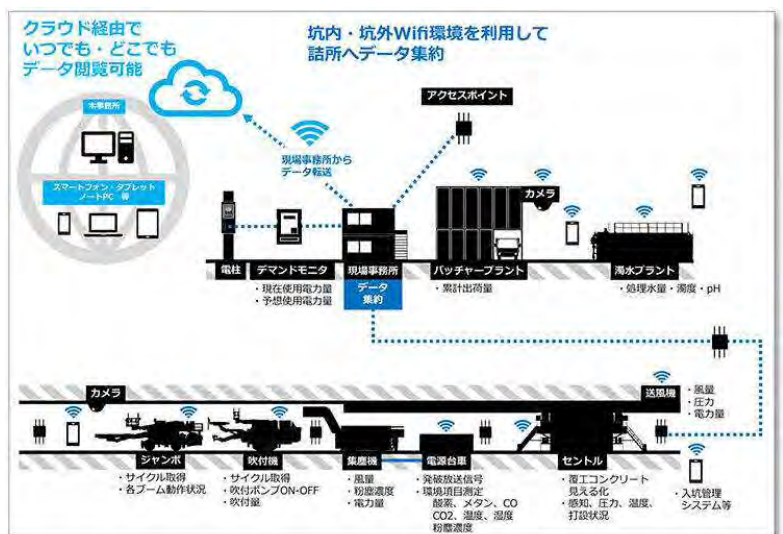 クラウド経由で
いつでも・どこでも
データ閲覧可能
坑内・坑外Wifi環境を利用して
詰所へデータ集約
本事務所
スマートフォン・タブレット
ノートPC 等
現場事務所から
データ転送
アクセスポイント
カメラ
電柱
デマンドモニタ
・現在使用電力量
・予想使用電力量
現場事務所
データ
集約
バッチャープラント
・累計出荷量
濁水プラント
・処理水量・濁度・pH
カメラ
送風機
・風量
・圧力
・電力量
ジャンボ
・サイクル取得
・各ブーム動作状況
吹付機
・サイクル取得
・吹付ポンプON-OFF
・吹付量
集塵機
・風量
・粉塵濃度
・電力量
電源台車
・発破放送信号
・環境項目測定
酸素、メタン、CO
CO2、温度、湿度
粉塵濃度
セントル
・覆工コンクリート
見える化
・感知、圧力、温度、
打設状況
・入坑管理
システム等